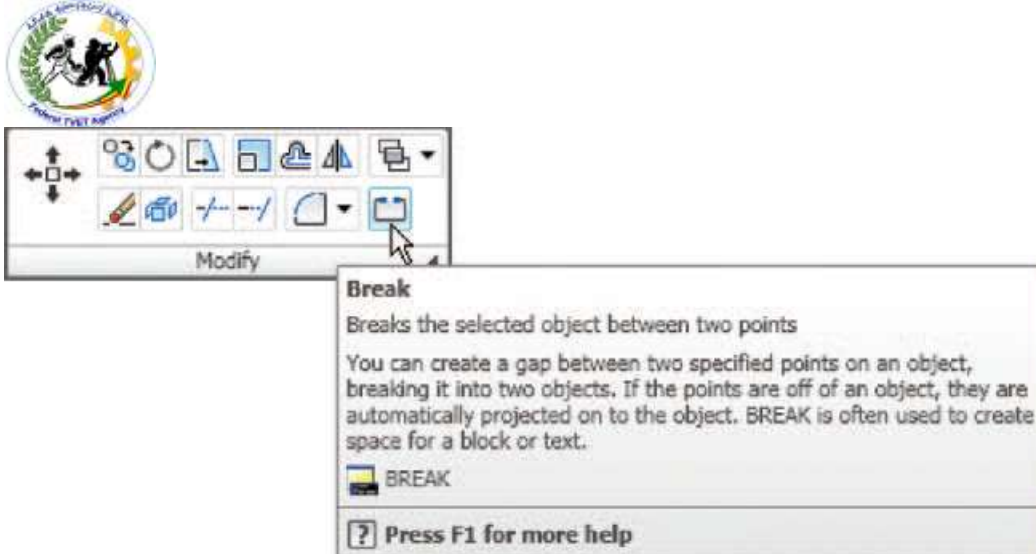 Federal TVET Agency
Modify
Break
Breaks the selected object between two points
You can create a gap between two specified points on an object,
breaking it into two objects. If the points are off of an object, they are
automatically projected on to the object. BREAK is often used to create
space for a block or text.
BREAK
? Press F1 for more help